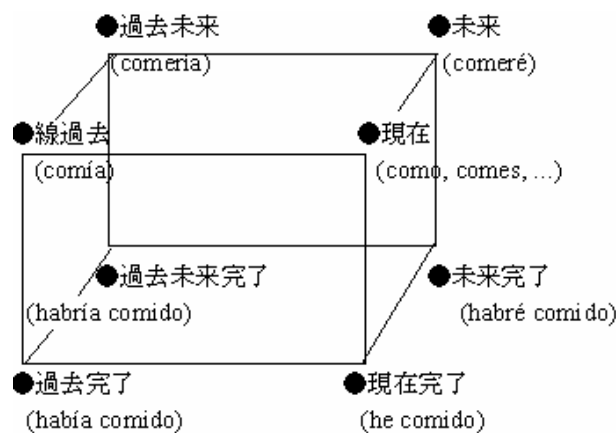 ●過去未来
●未来
(comería)
(comeré)
●線過去
●現在
(comía)
(como, comes, ...)
●過去未来完了
●未来完了
(habría comido)
(habré comido)
●過去完了
●現在完了
(había comido)
(he comido)